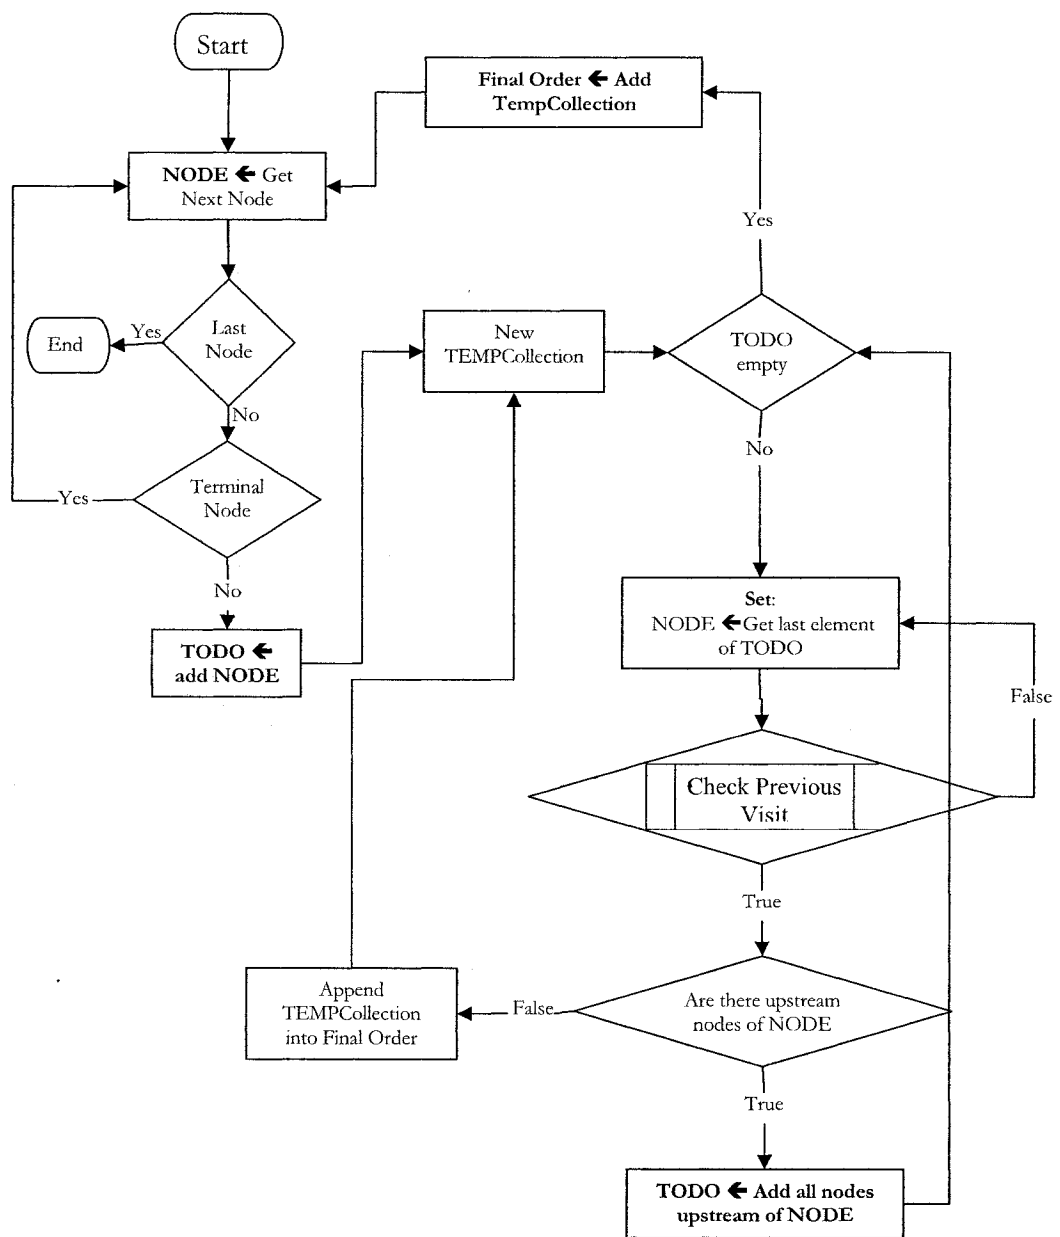 Start
Final Order 🡸 Add
TempCollection
NODE 🡸 Get
Next Node
Yes
Last
Node
Yes
End
New
TEMPCollection
TODO
empty
No
No
Terminal
Node
Yes
No
Set:
NODE 🡸 Get last element
of TODO
TODO 🡸
add NODE
False
Check Previous
Visit
True
Append
TEMPCollection
into Final Order
False
Are there upstream
nodes of NODE
True
TODO 🡸 Add all nodes
upstream of NODE